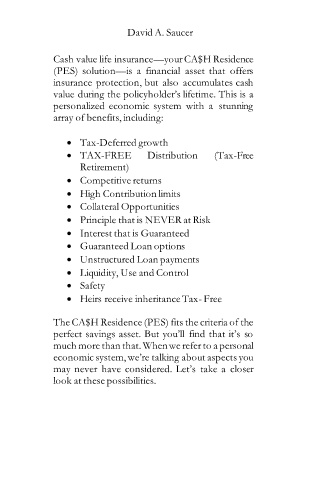 David A. Saucer
Cash value life insurance—your CA$H Residence
(PES) solution—is a financial asset that offers
insurance protection, but also accumulates cash
value during the policyholder's lifetime. This is a
personalized economic system with a stunning
array of benefits, including:
• Tax-Deferred growth
• TAX-FREE Distribution (Tax-Free
Retirement)
• Competitive returns
• High Contribution limits
• Collateral Opportunities
• Principle that is NEVER at Risk
• Interest that is Guaranteed
• Guaranteed Loan options
• Unstructured Loan payments
• Liquidity, Use and Control
• Safety
• Heirs receive inheritance Tax- Free
The CA$H Residence (PES) fits the criteria of the
perfect savings asset. But you'll find that it's so
much more than that. When we refer to a personal
economic system, we're talking about aspects you
may never have considered. Let's take a closer
look at these possibilities.